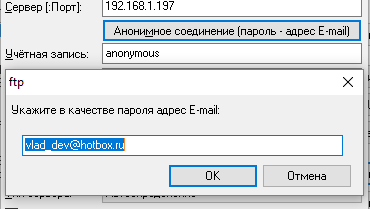 Сервер [:Порт]: 192.168.1.197
Анонимное соединение (пароль - адрес E-mail)
Учётная запись: anonymous
ftp
Укажите в качестве пароля адрес E-mail:
vlad_dev@hotbox.ru
OK Отмена